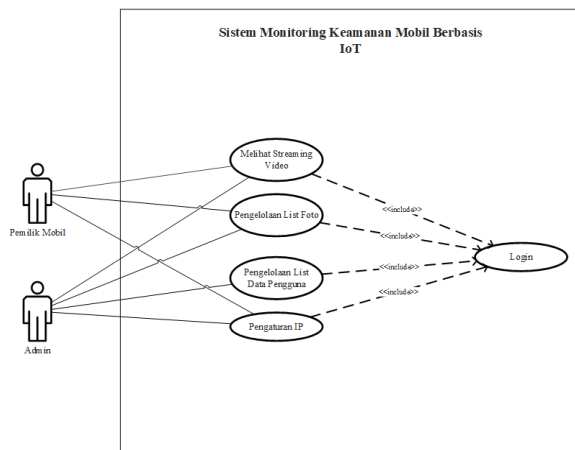 Sistem Monitoring Keamanan Mobil Berbasis
IoT
Melihat Streaming
Video
Pemilik Mobil
Pengelolaan List Foto
<<include>>
<<include>>
Login
Pengelolaan List
Data Pengguna
<<include>>
<<include>>
Pengaturan IP
Admin